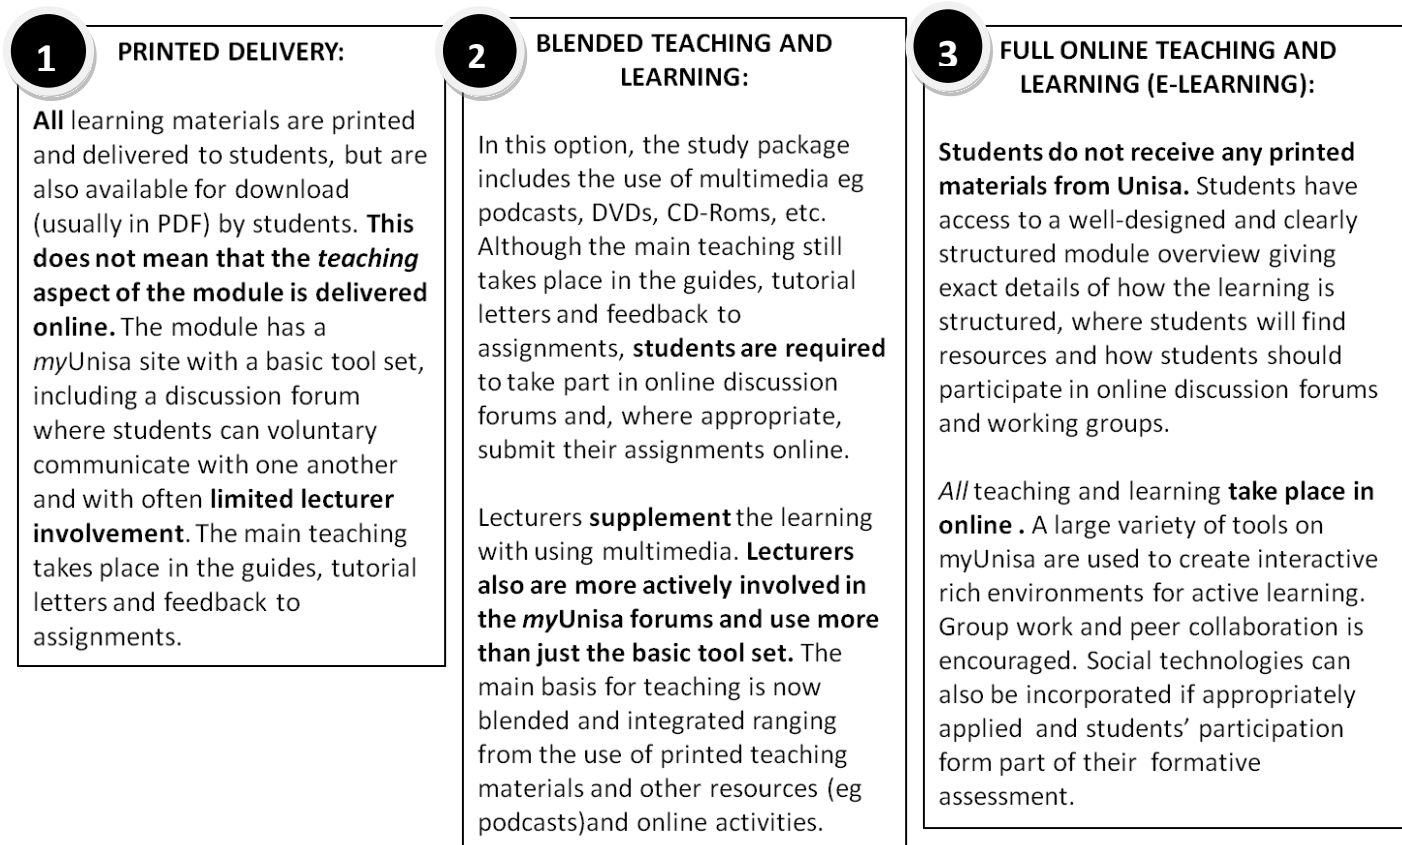 1
PRINTED DELIVERY:
All learning materials are printed
and delivered to students, but are
also available for download
(usually in PDF) by students. This
does not mean that the teaching
aspect of the module is delivered
online. The module has a
myUnisa site with a basic tool set,
including a discussion forum
where students can voluntary
communicate with one another
and with often limited lecturer
involvement. The main teaching
takes place in the guides, tutorial
letters and feedback to
assignments.
2
BLENDED TEACHING AND
LEARNING:
In this option, the study package
includes the use of multimedia eg
podcasts, DVDs, CD-Roms, etc.
Although the main teaching still
takes place in the guides, tutorial
letters and feedback to
assignments, students are required
to take part in online discussion
forums and, where appropriate,
submit their assignments online.
Lecturers supplement the learning
with using multimedia. Lecturers
also are more actively involved in
the myUnisa forums and use more
than just the basic tool set. The
main basis for teaching is now
blended and integrated ranging
from the use of printed teaching
materials and other resources (eg
podcasts)and online activities.
3
FULL ONLINE TEACHING AND
LEARNING (E-LEARNING):
Students do not receive any printed
materials from Unisa. Students have
access to a well-designed and clearly
structured module overview giving
exact details of how the learning is
structured, where students will find
resources and how students should
participate in online discussion forums
and working groups.
All teaching and learning take place in
online . A large variety of tools on
myUnisa are used to create interactive
rich environments for active learning.
Group work and peer collaboration is
encouraged. Social technologies can
also be incorporated if appropriately
applied and students’ participation
form part of their formative
assessment.